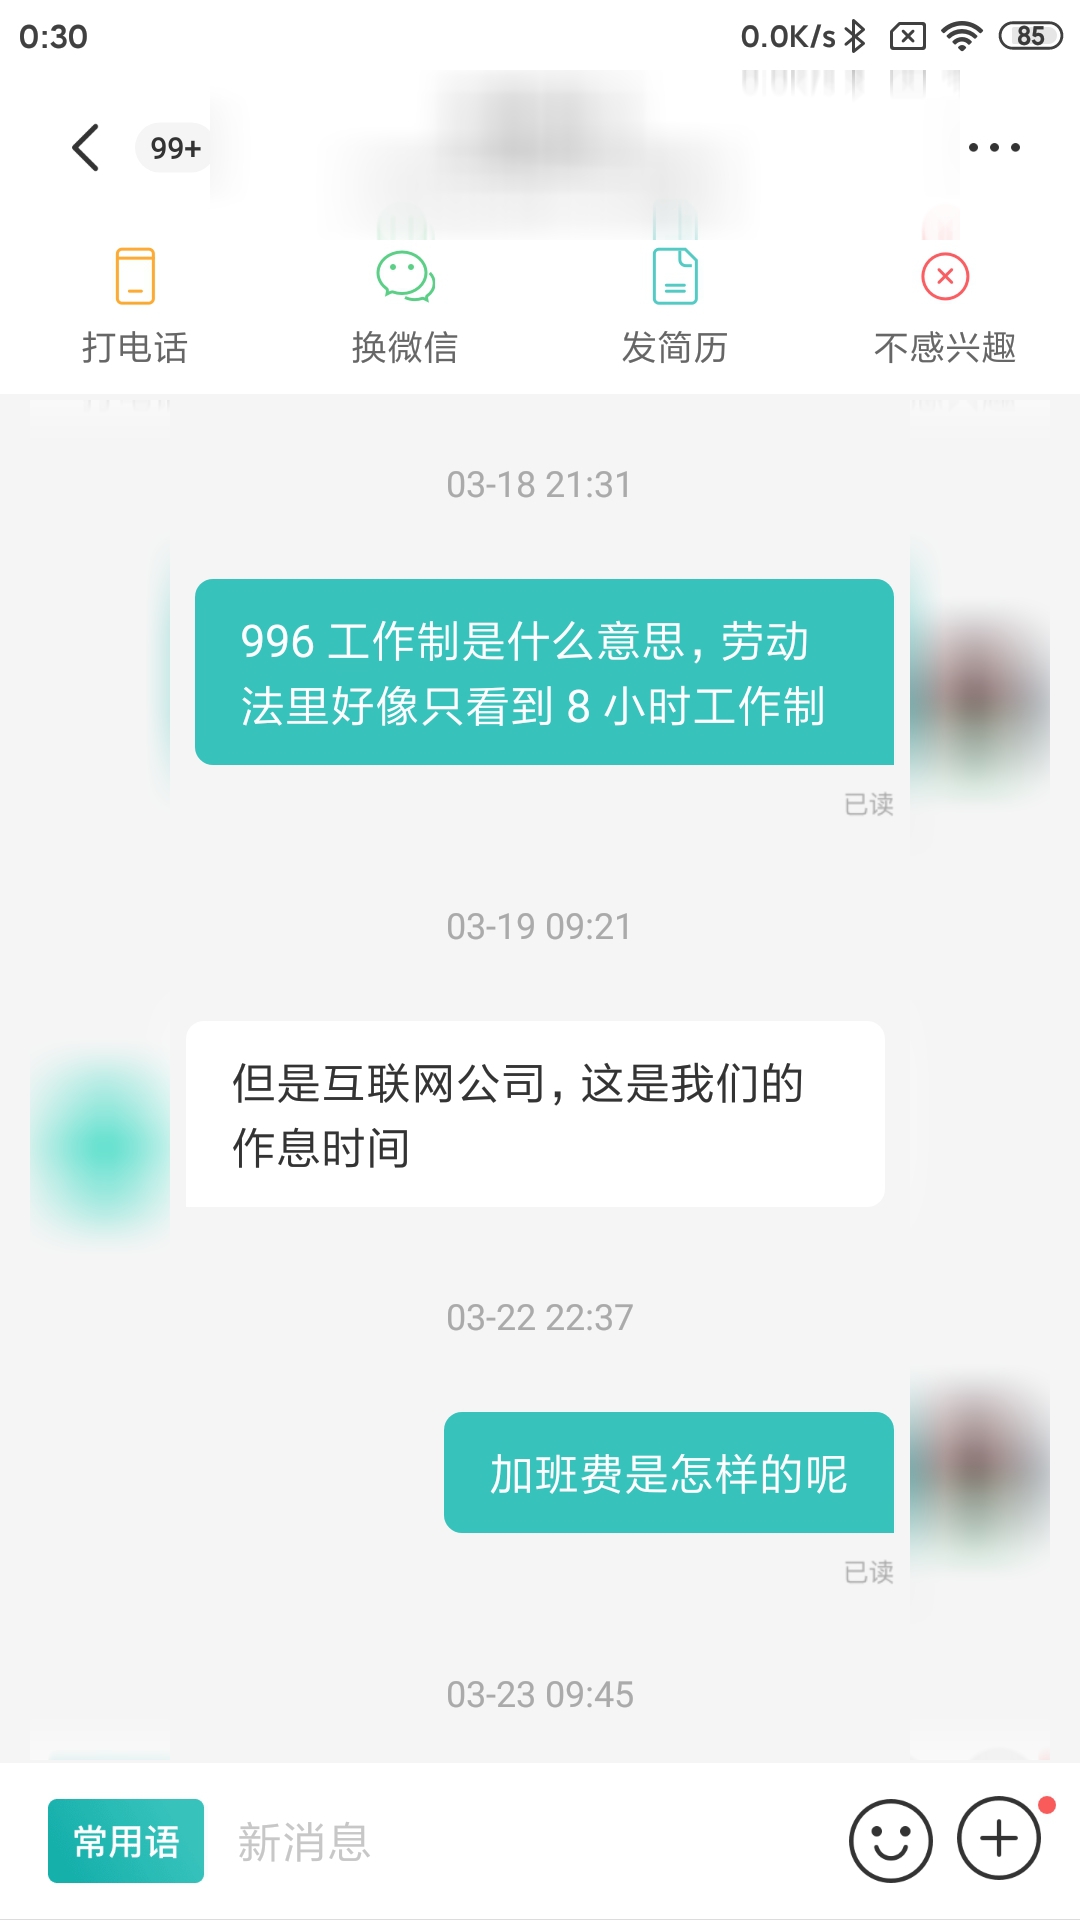 0:30
0.0K/s
85
99+
打电话
换微信
发简历
不感兴趣
03-18 21:31
996 工作制是什么意思，劳动
法里好像只看到 8 小时工作制
已读
03-19 09:21
但是互联网公司，这是我们的
作息时间
03-22 22:37
加班费是怎样的呢
已读
03-23 09:45
常用语
新消息